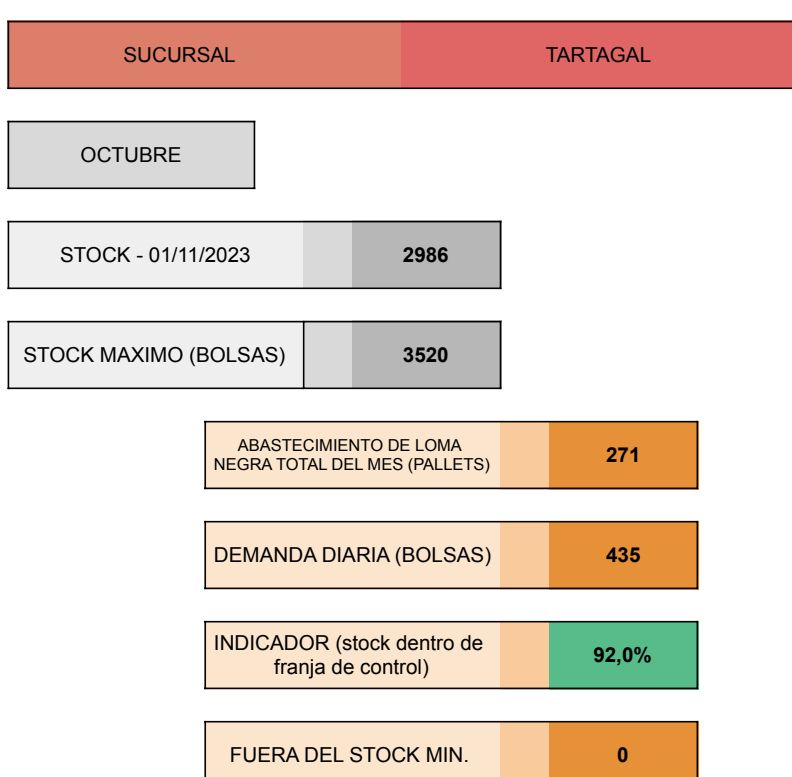 SUCURSAL TARTAGAL
OCTUBRE
STOCK - 01/11/2023 2986
STOCK MAXIMO (BOLSAS) 3520
ABASTECIMIENTO DE LOMA
NEGRA TOTAL DEL MES (PALLETS) 271
DEMANDA DIARIA (BOLSAS) 435
INDICADOR (stock dentro de
franja de control) 92,0%
FUERA DEL STOCK MIN. 0